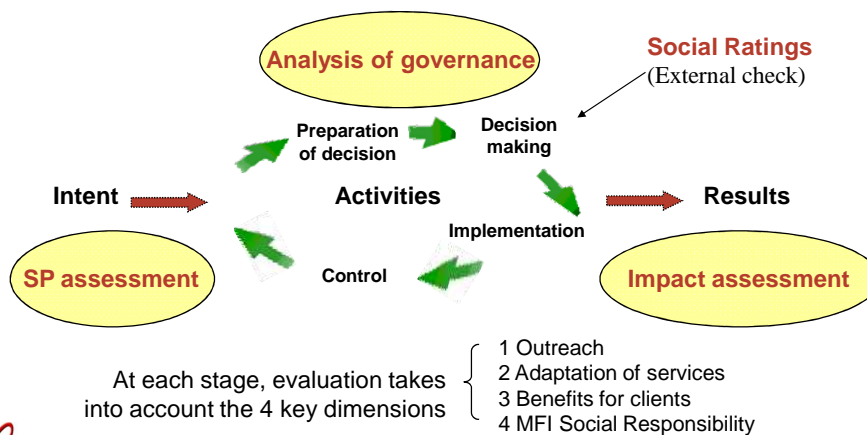 Analysis of governance
Social Ratings
(External check)
Preparation
of decision
Decision
making
Intent
Activities
Results
Implementation
SP assessment
Control
Impact assessment
At each stage, evaluation takes
into account the 4 key dimensions
1 Outreach
2 Adaptation of services
3 Benefits for clients
4 MFI Social Responsibility